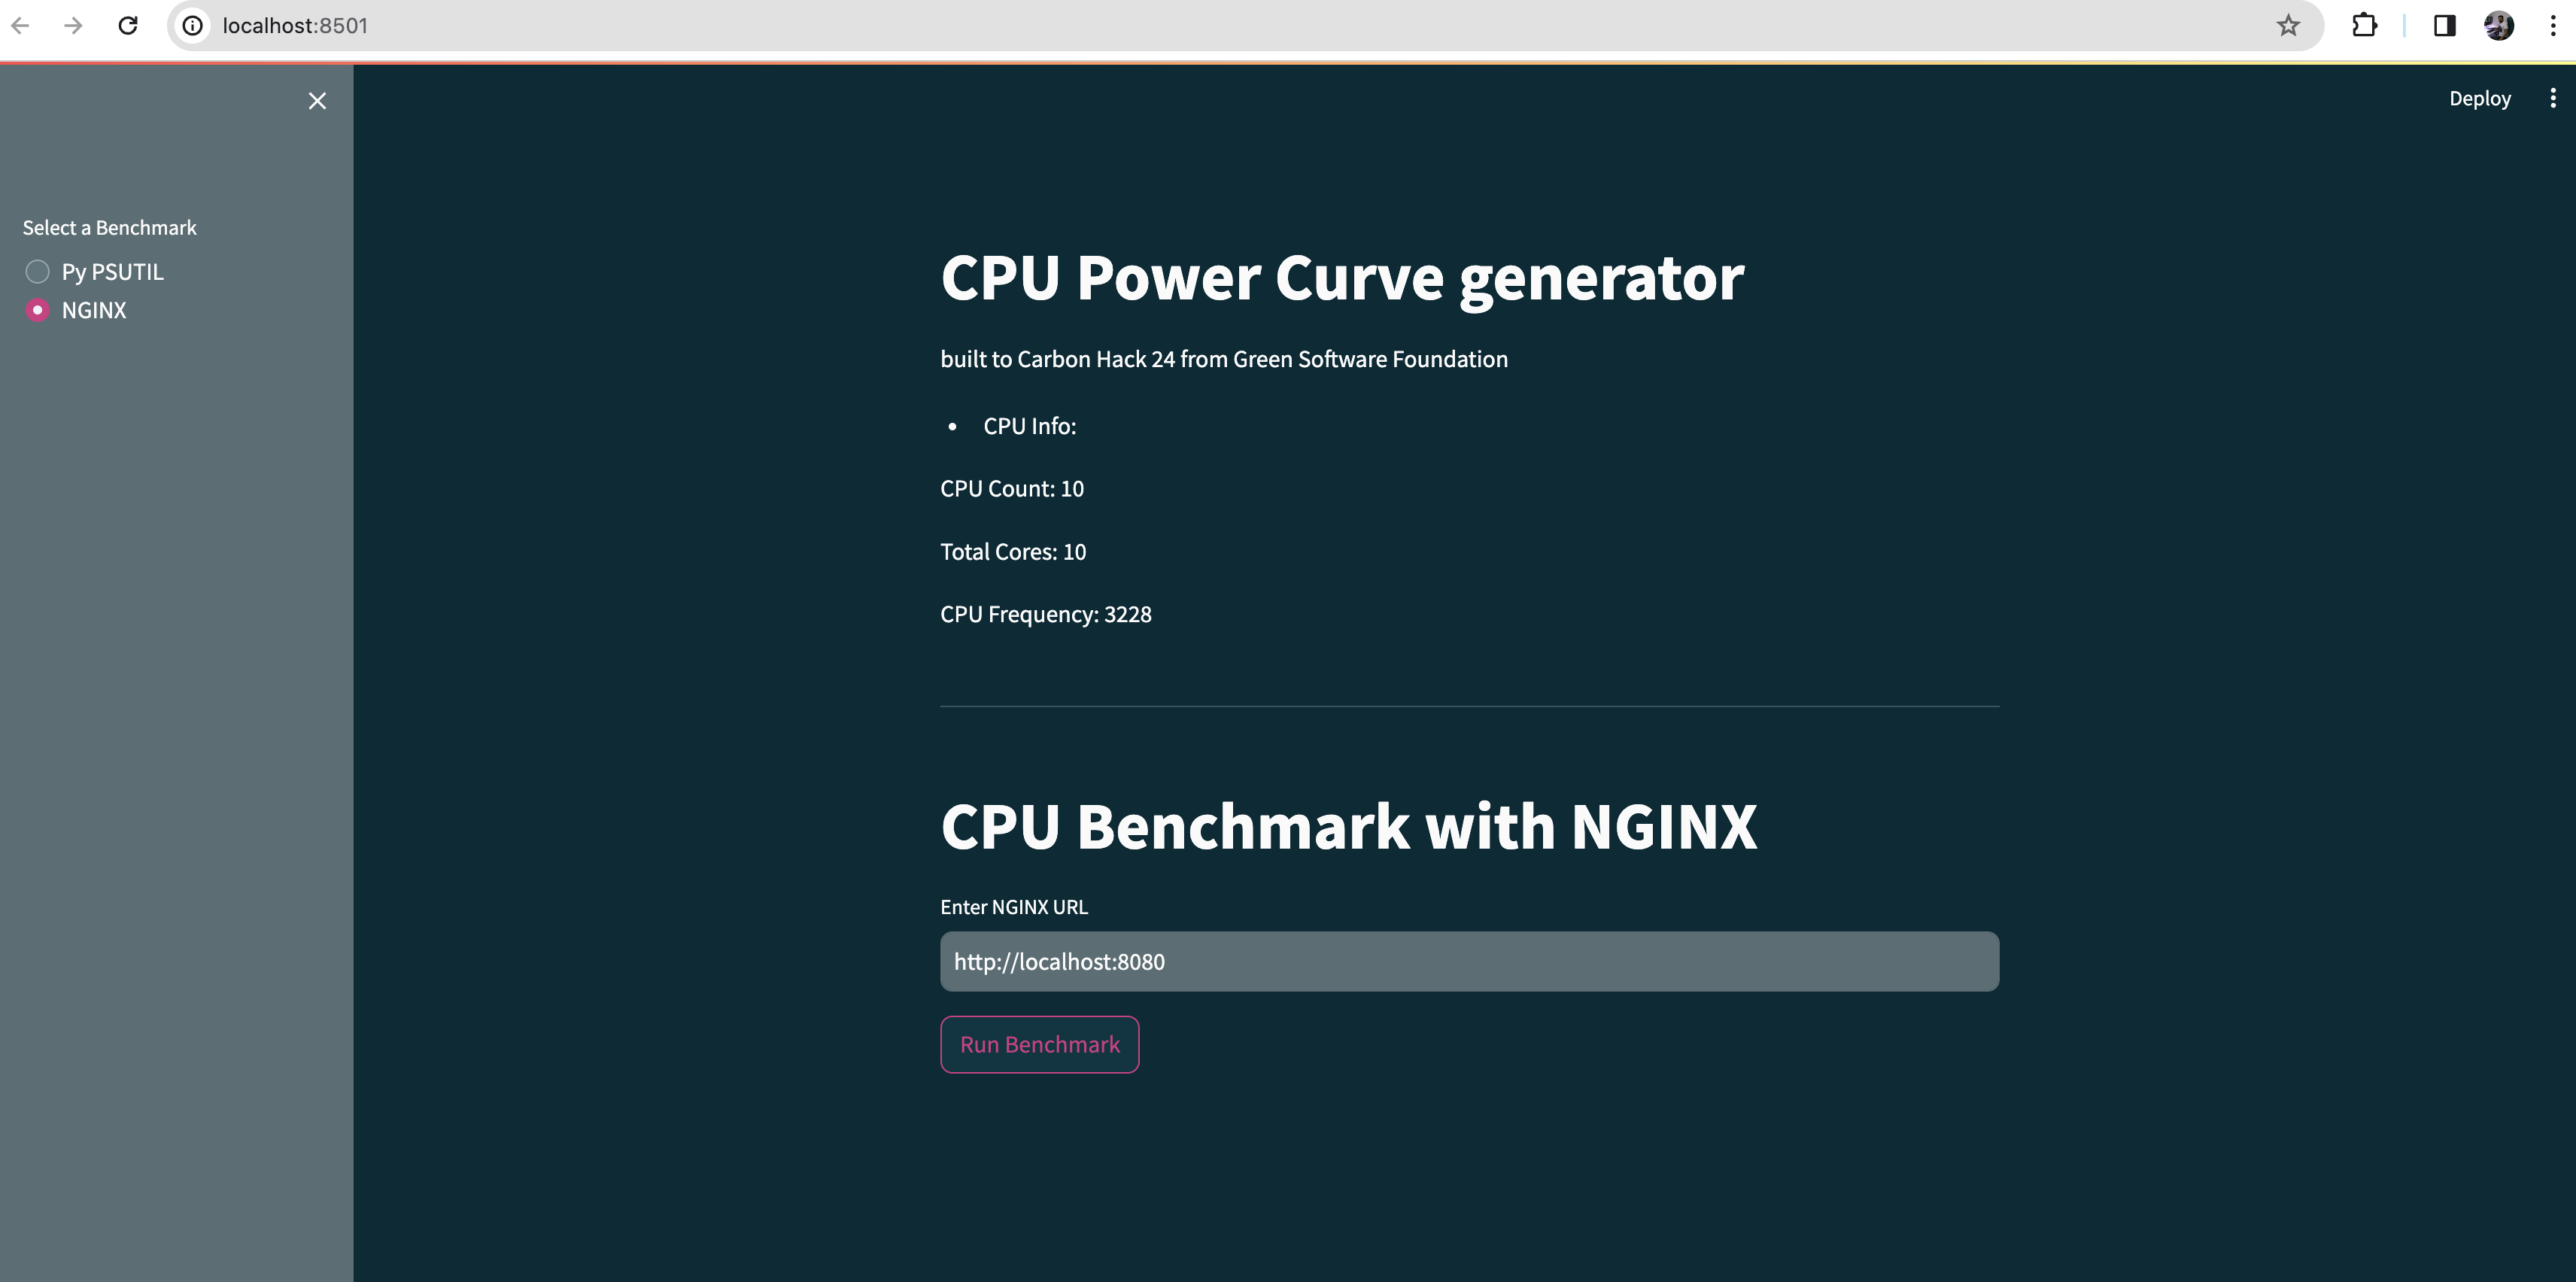 localhost:8501
Deploy
Select a Benchmark
Py PSUTIL
NGINX
CPU Power Curve generator
built to Carbon Hack 24 from Green Software Foundation
• CPU Info:
CPU Count: 10
Total Cores: 10
CPU Frequency: 3228
CPU Benchmark with NGINX
Enter NGINX URL
http://localhost:8080
Run Benchmark